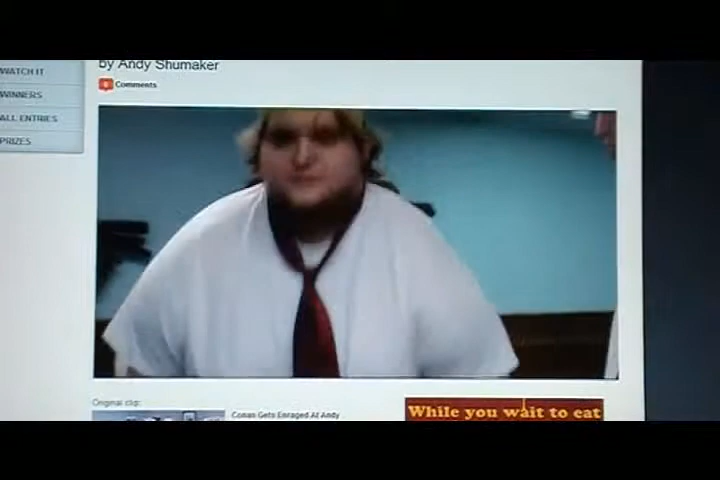 by Andy Shumaker
0 Comments
WATCH IT
WINNERS
ALL ENTRIES
PRIZES
Original clip:
Conan Gets Enraged At Andy
While you wait to eat